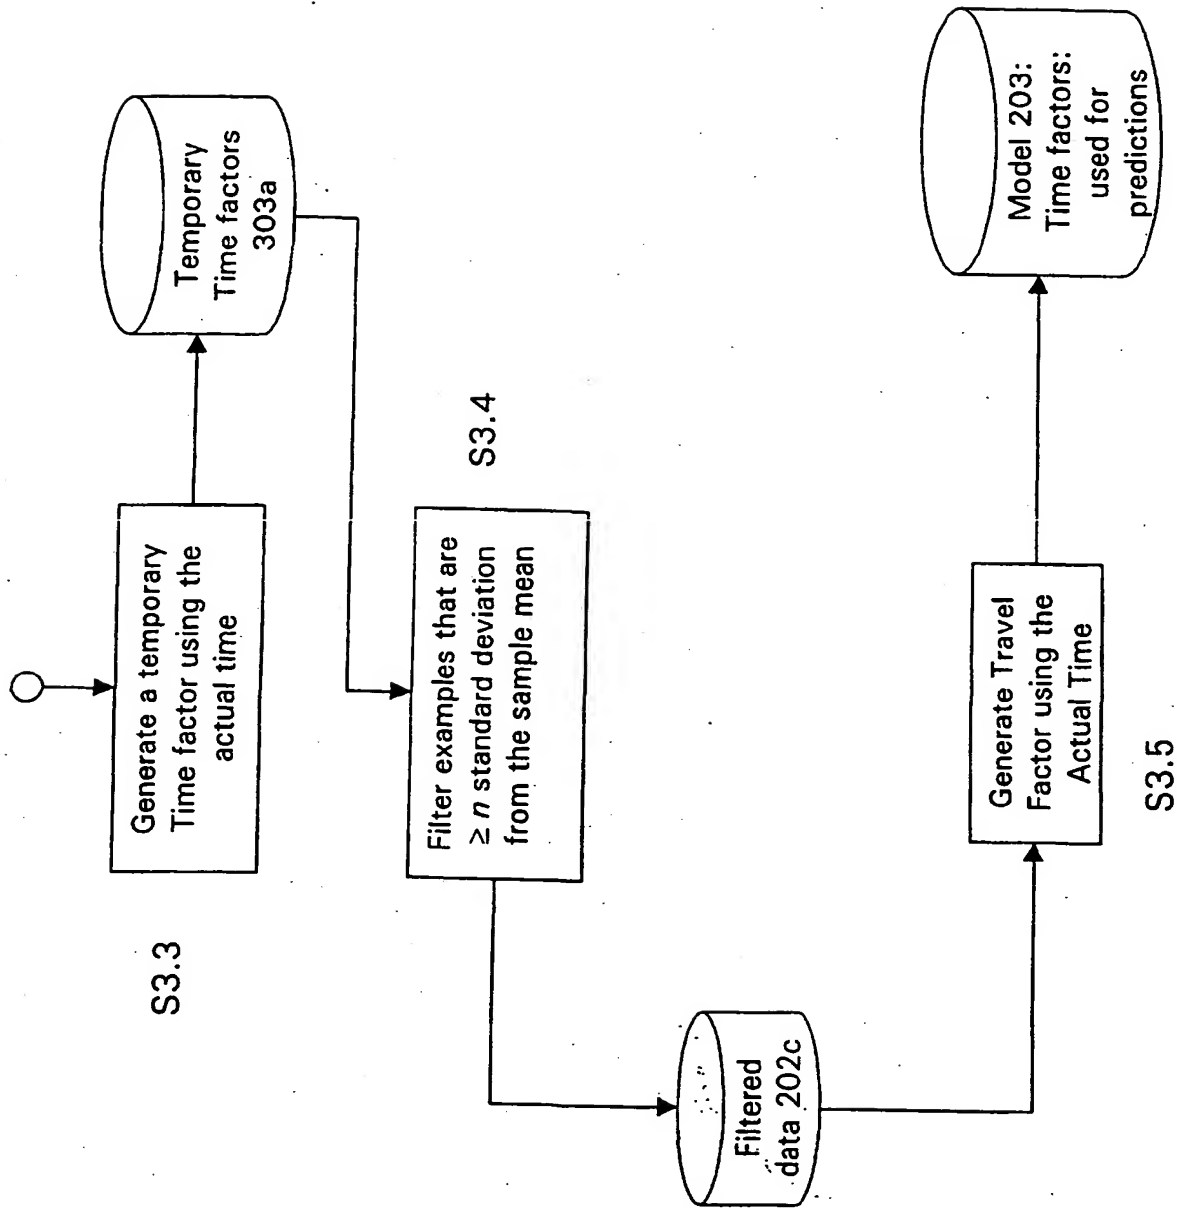 Generate a temporary
Time factor using the
actual time
S3.3
Temporary
Time factors
303a
Filter examples that are
≥ n standard deviation
from the sample mean
S3.4
Filtered
data 202c
Generate Travel
Factor using the
Actual Time
S3.5
Model 203:
Time factors:
used for
predictions